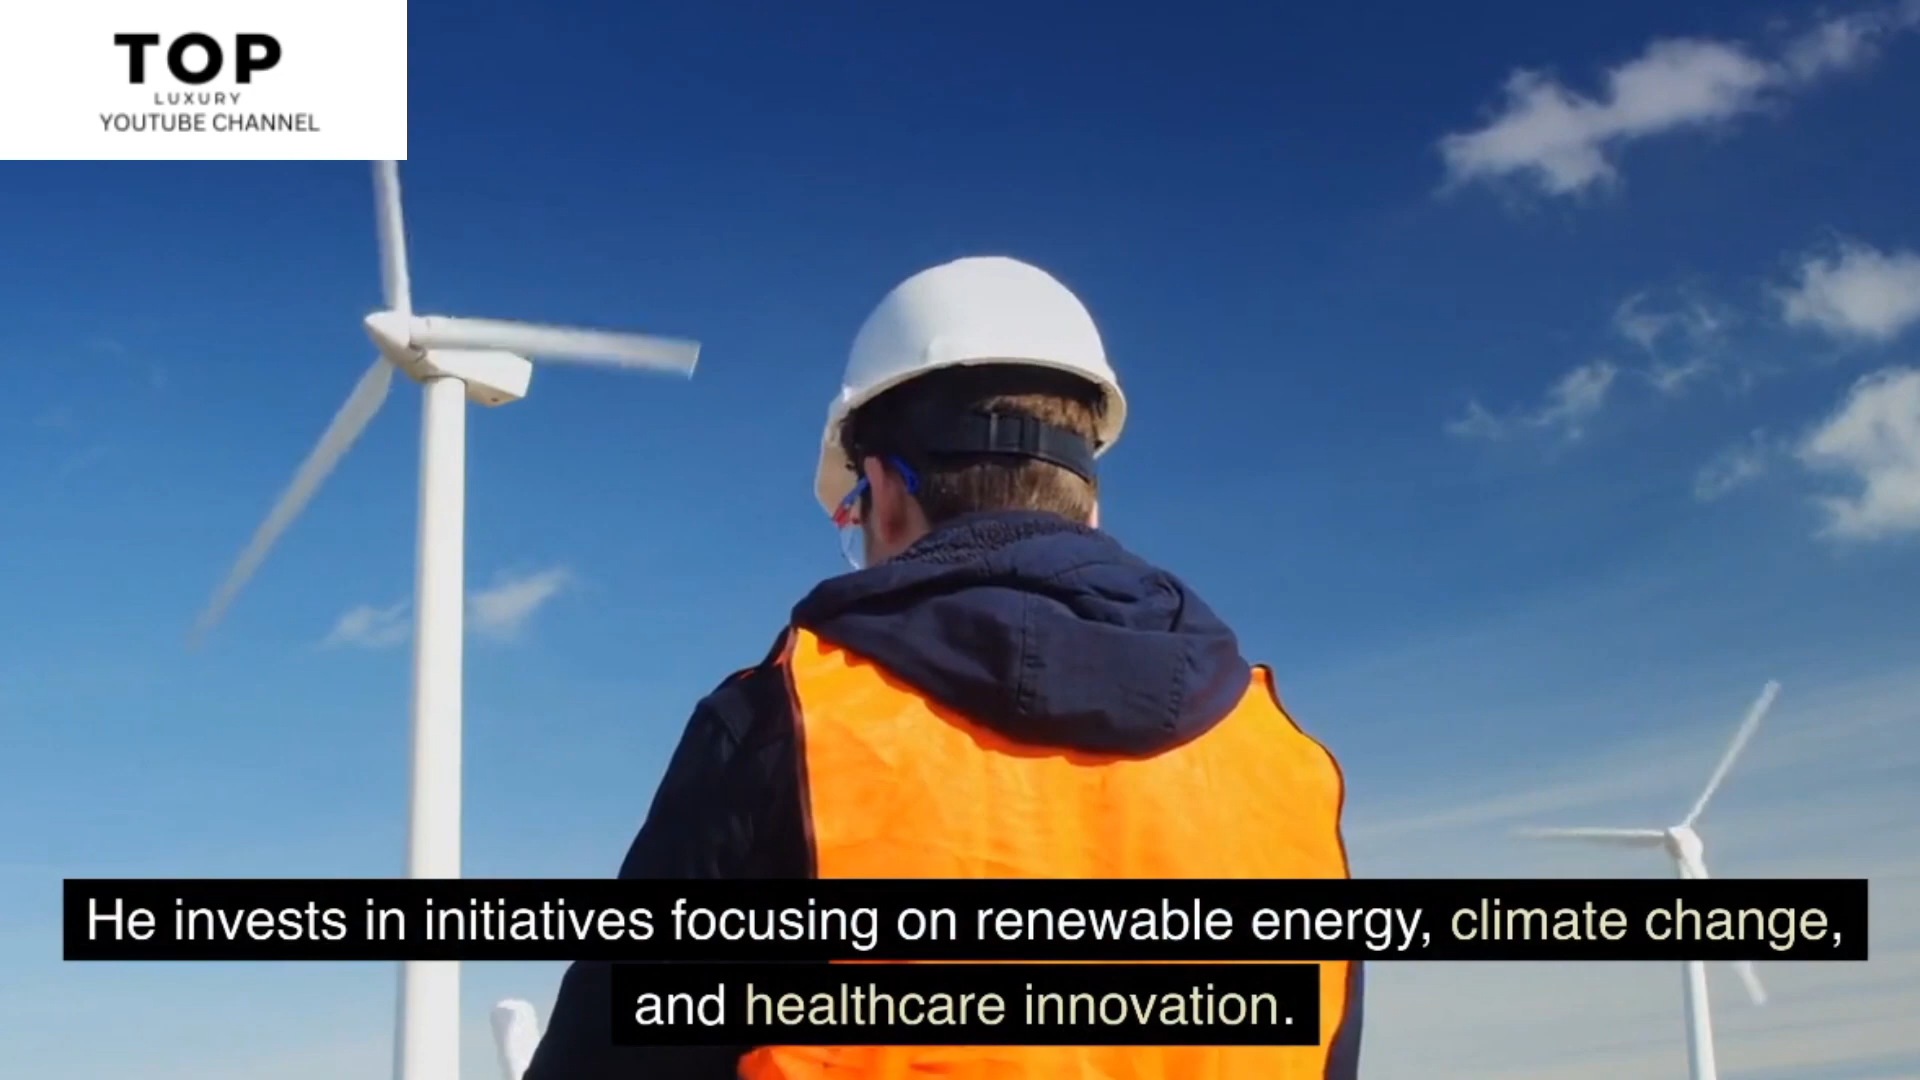 TOP
LUXURY
YOUTUBE CHANNEL
He invests in initiatives focusing on renewable energy, climate change,
and healthcare innovation.